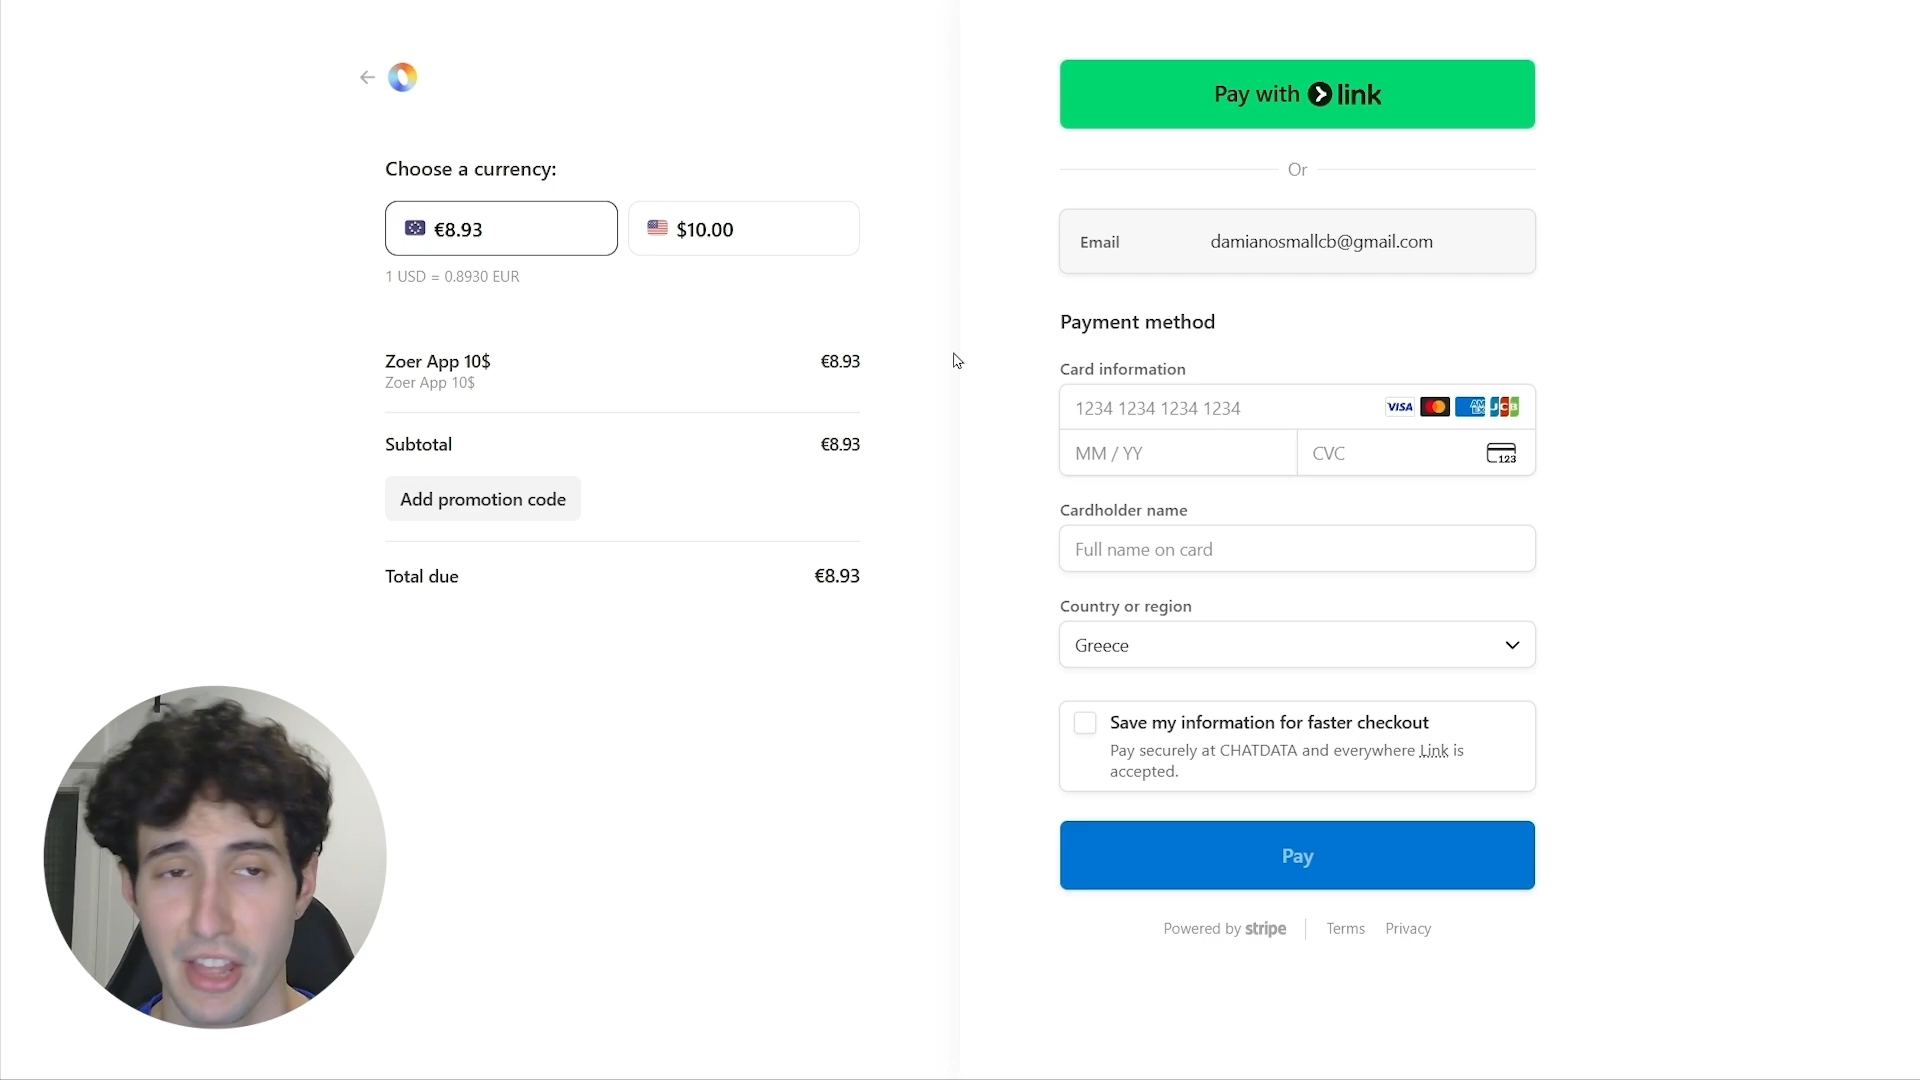 Choose a currency:
€8.93
$10.00
1 USD = 0.8930 EUR
Zoer App 10$
€8.93
Zoer App 10$
Subtotal
€8.93
Add promotion code
Total due
€8.93
Pay with link
Or
Email
damianosmallcb@gmail.com
Payment method
Card information
1234 1234 1234 1234
VISA
AM EX
JCB
MM / YY
CVC
123
Cardholder name
Full name on card
Country or region
Greece
Save my information for faster checkout
Pay securely at CHATDATA and everywhere Link is
accepted.
Pay
Powered by stripe
Terms
Privacy